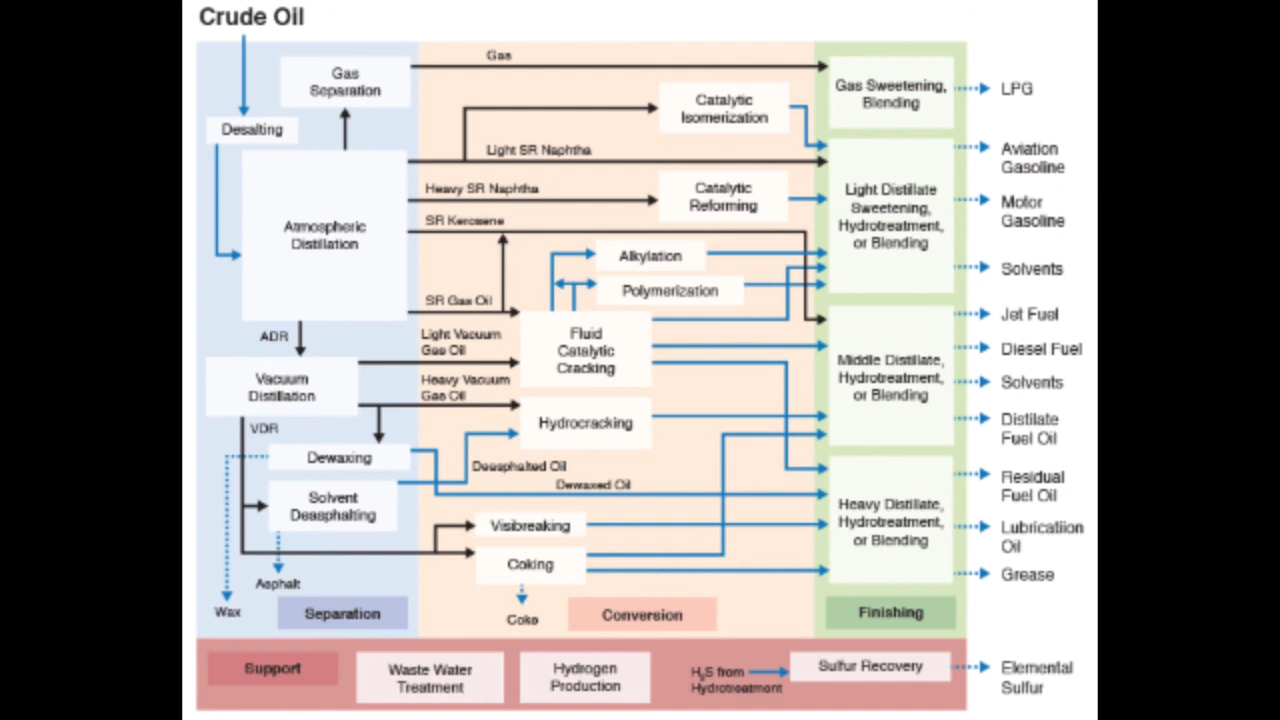 Crude Oil
Gas
Gas
Separation
Desalting
Catalytic
Isomerization
Gas Sweetening,
Blending
LPG
Light SR Naphtha
Aviation
Gasoline
Atmospheric
Distillation
Heavy SR Naphtha
Catalytic
Reforming
Light Distillate
Sweetening,
Hydrotreatment,
or Blending
Motor
Gasoline
SR Kerosene
Alkylation
Polymerization
Solvents
SR Gas Oil
Jet Fuel
ADR
Light Vacuum
Gas Oil
Fluid
Catalytic
Cracking
Middle Distillate,
Hydrotreatment,
or Blending
Diesel Fuel
Vacuum
Distillation
Heavy Vacuum
Gas Oil
Solvents
Hydrocracking
Distilate
Fuel Oil
VDR
Dewaxing
Deasphalted Oil
Dewaxed Oil
Residual
Fuel Oil
Solvent
Deasphalting
Heavy Distillate,
Hydrotreatment,
or Blending
Visibreaking
Lubricatiion
Oil
Coking
Grease
Asphalt
Wax
Coke
Separation
Conversion
Finishing
Support
Waste Water
Treatment
Hydrogen
Production
H₂S from
Hydrotreatment
Sulfur Recovery
Elemental
Sulfur